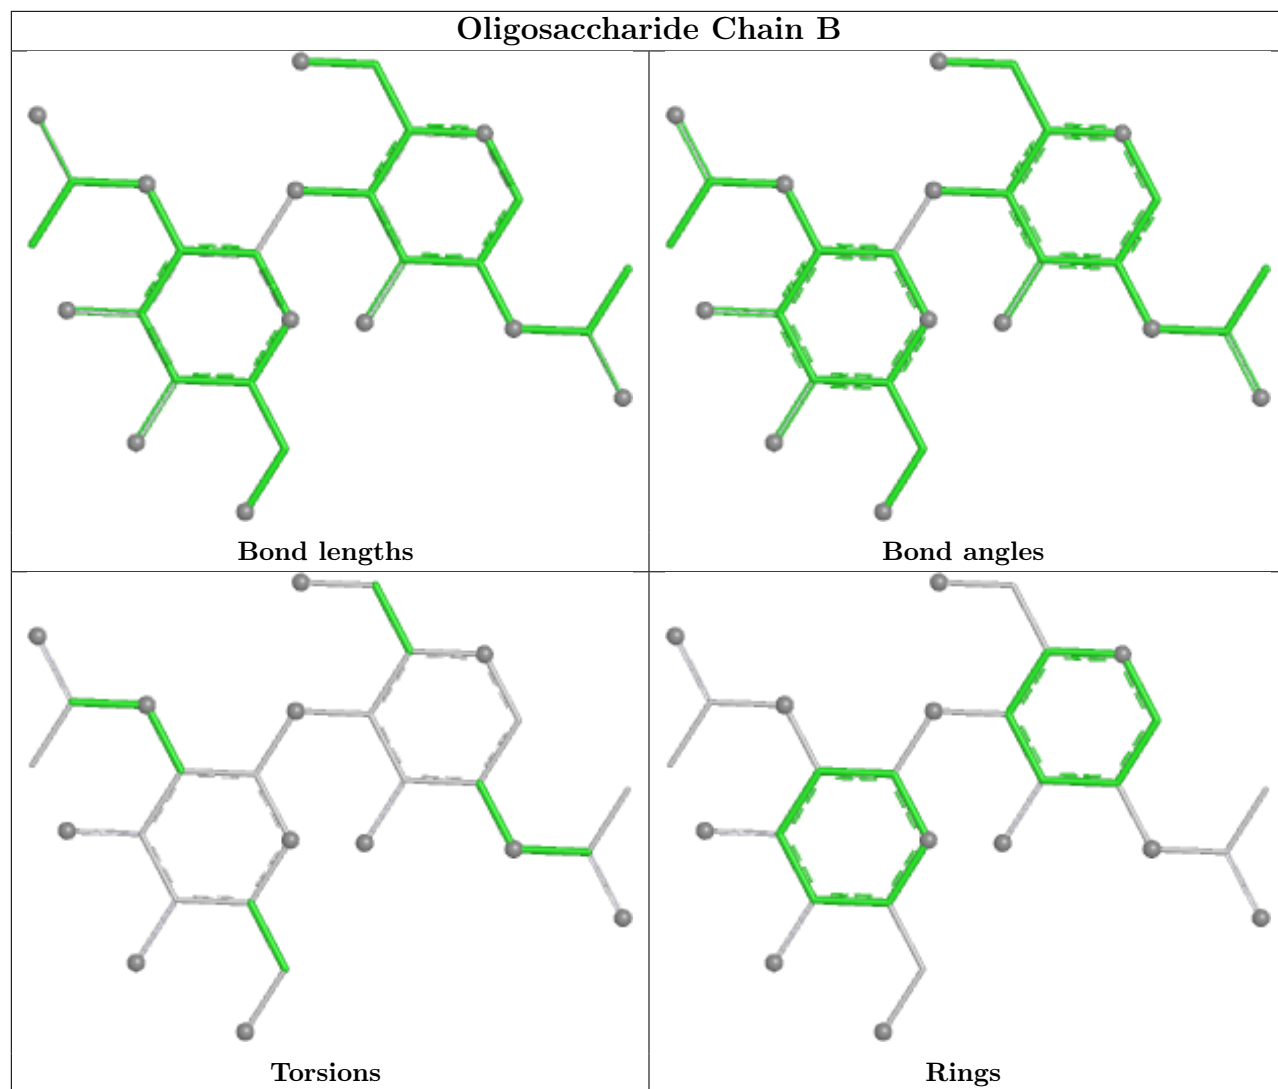 Oligosaccharide Chain B
Bond lengths
Bond angles
Torsions
Rings